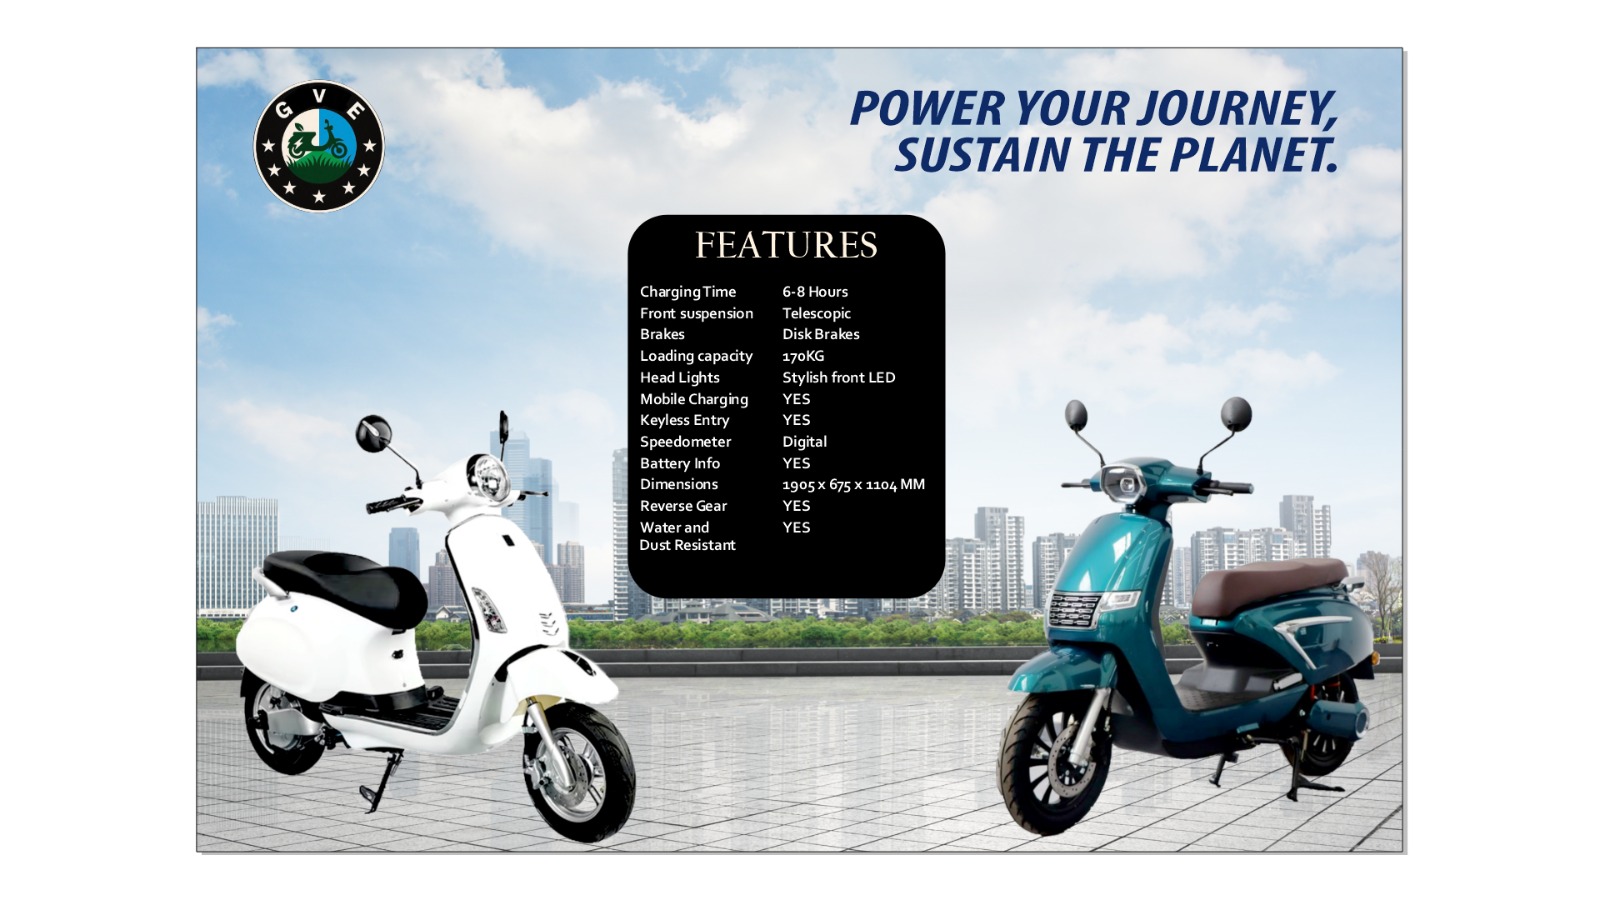 G V E
POWER YOUR JOURNEY,
SUSTAIN THE PLANET.
FEATURES
Charging Time 6-8 Hours
Front suspension Telescopic
Brakes Disk Brakes
Loading capacity 170KG
Head Lights Stylish front LED
Mobile Charging YES
Keyless Entry YES
Speedometer Digital
Battery Info YES
Dimensions 1905 x 675 x 1104 MM
Reverse Gear YES
Water and YES
Dust Resistant